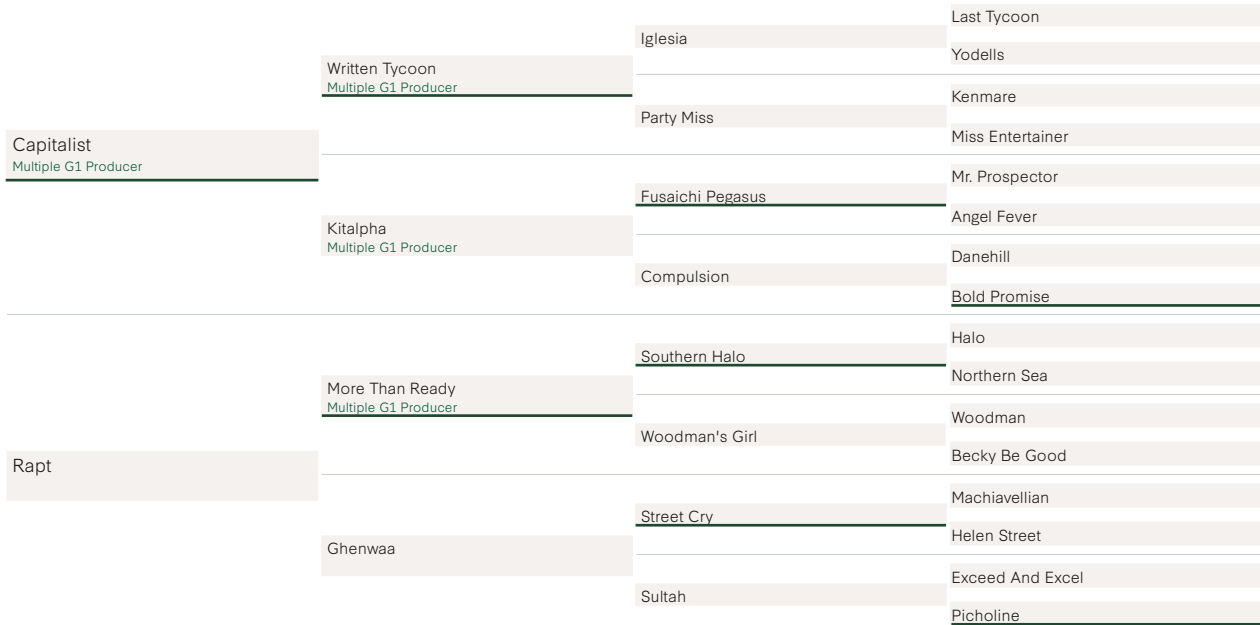 Capitalist
Multiple G1 Producer
Written Tycoon
Multiple G1 Producer
Iglesia
Last Tycoon
Yodells
Party Miss
Kenmare
Miss Entertainer
Kitalpha
Multiple G1 Producer
Fusaichi Pegasus
Mr. Prospector
Angel Fever
Compulsion
Danehill
Bold Promise
Rapt
More Than Ready
Multiple G1 Producer
Southern Halo
Halo
Northern Sea
Woodman's Girl
Woodman
Becky Be Good
Ghenwaa
Street Cry
Machiavellian
Helen Street
Sultah
Exceed And Excel
Picholine